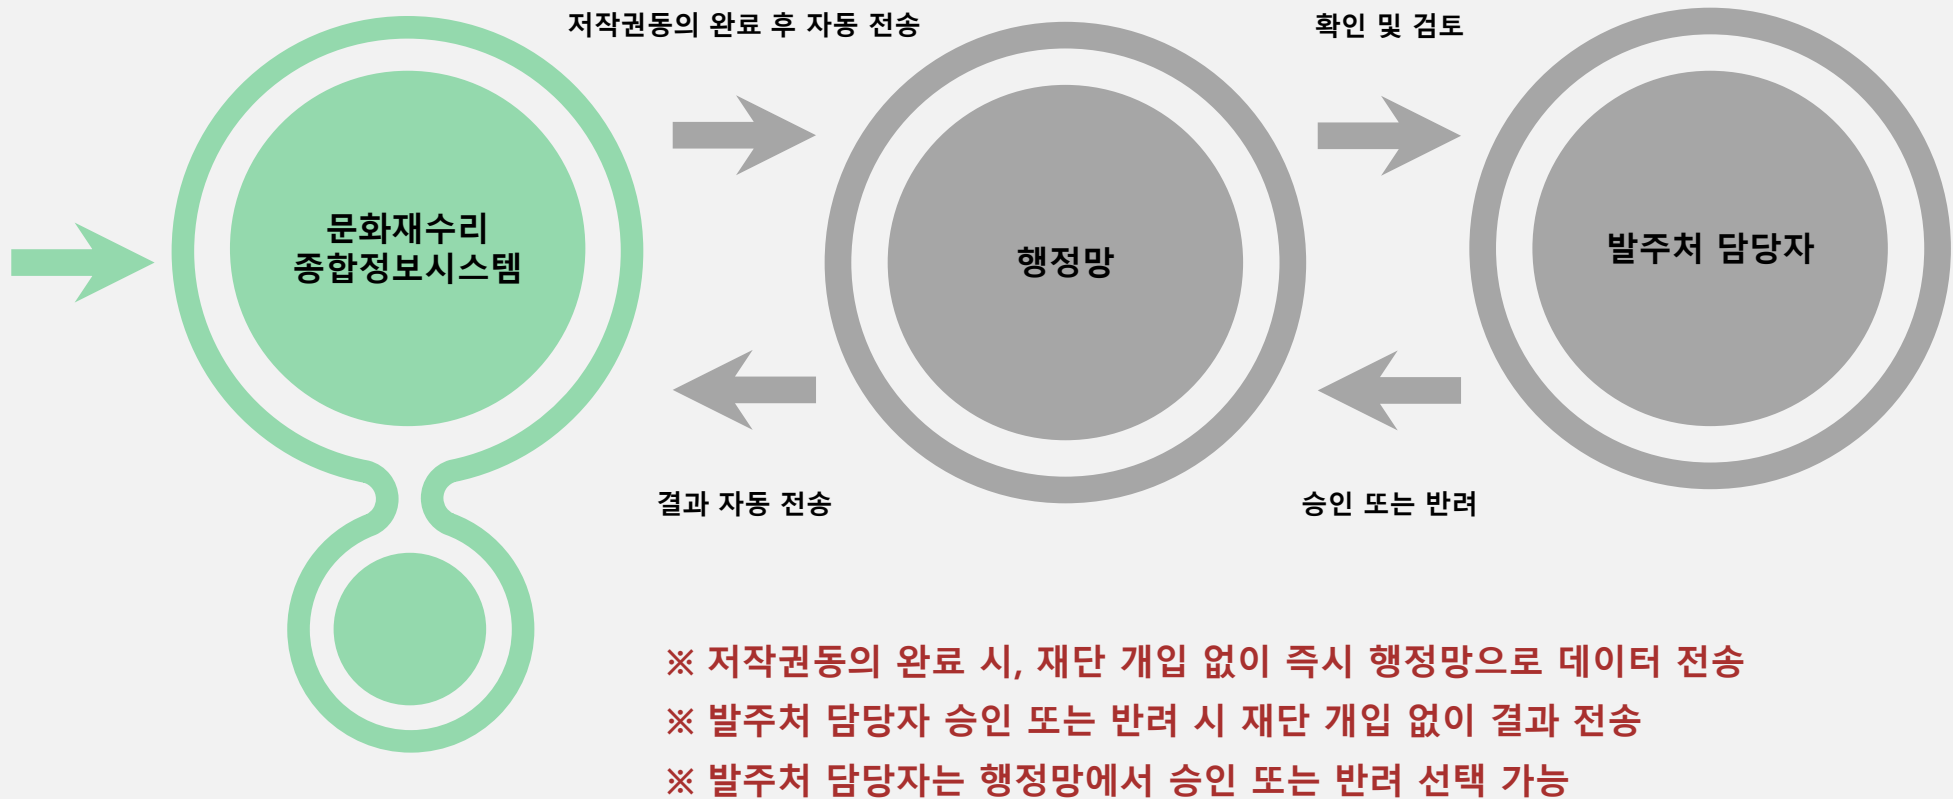 저작권동의 완료 후 자동 전송
확인 및 검토
문화재수리
종합정보시스템
행정망
발주처 담당자
결과 자동 전송
승인 또는 반려
※ 저작권동의 완료 시, 재단 개입 없이 즉시 행정망으로 데이터 전송
※ 발주처 담당자 승인 또는 반려 시 재단 개입 없이 결과 전송
※ 발주처 담당자는 행정망에서 승인 또는 반려 선택 가능